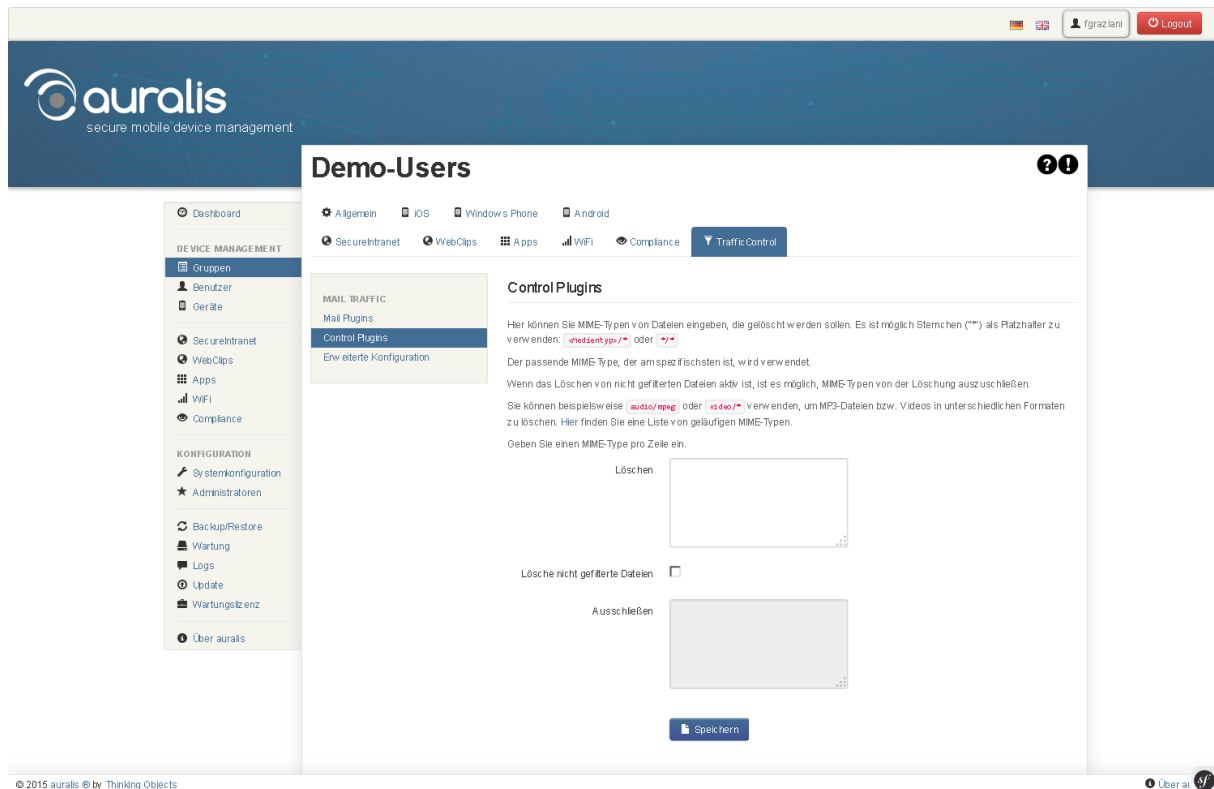 fgraziani
Logout
auralis
secure mobile device management
Demo-Users
Dashboard
DEVICE MANAGEMENT
Gruppen
Benutzer
Geräte
SecureIntranet
WebClips
Apps
WiFi
Compliance
KONFIGURATION
Systemkonfiguration
Administratoren
Backup/Restore
Wartung
Logs
Update
Wartungslizenz
Über auralis
Allgemein iOS Windows Phone Android
SecureIntranet WebClips Apps WiFi Compliance TrafficControl
MAIL TRAFFIC
Mail Plugins
Control Plugins
Erweiterte Konfiguration
Control Plugins
Hier können Sie MIME-Typen von Dateien eingeben, die gelöscht werden sollen. Es ist möglich Sternchen ("*") als Platzhalter zu
verwenden: <medientyp>/* oder */*
Der passende MIME-Type, der am spezifischsten ist, wird verwendet.
Wenn das Löschen von nicht gefilterten Dateien aktiv ist, ist es möglich, MIME-Typen von der Löschung auszuschließen.
Sie können beispielsweise audio/mpeg oder video/* verwenden, um MP3-Dateien bzw. Videos in unterschiedlichen Formaten
zu löschen. Hier finden Sie eine Liste von geläufigen MIME-Typen.
Geben Sie einen MIME-Type pro Zeile ein.
Löschen
Lösche nicht gefilterte Dateien
Ausschließen
Speichern
© 2015 auralis ® by Thinking Objects
Über au
sf